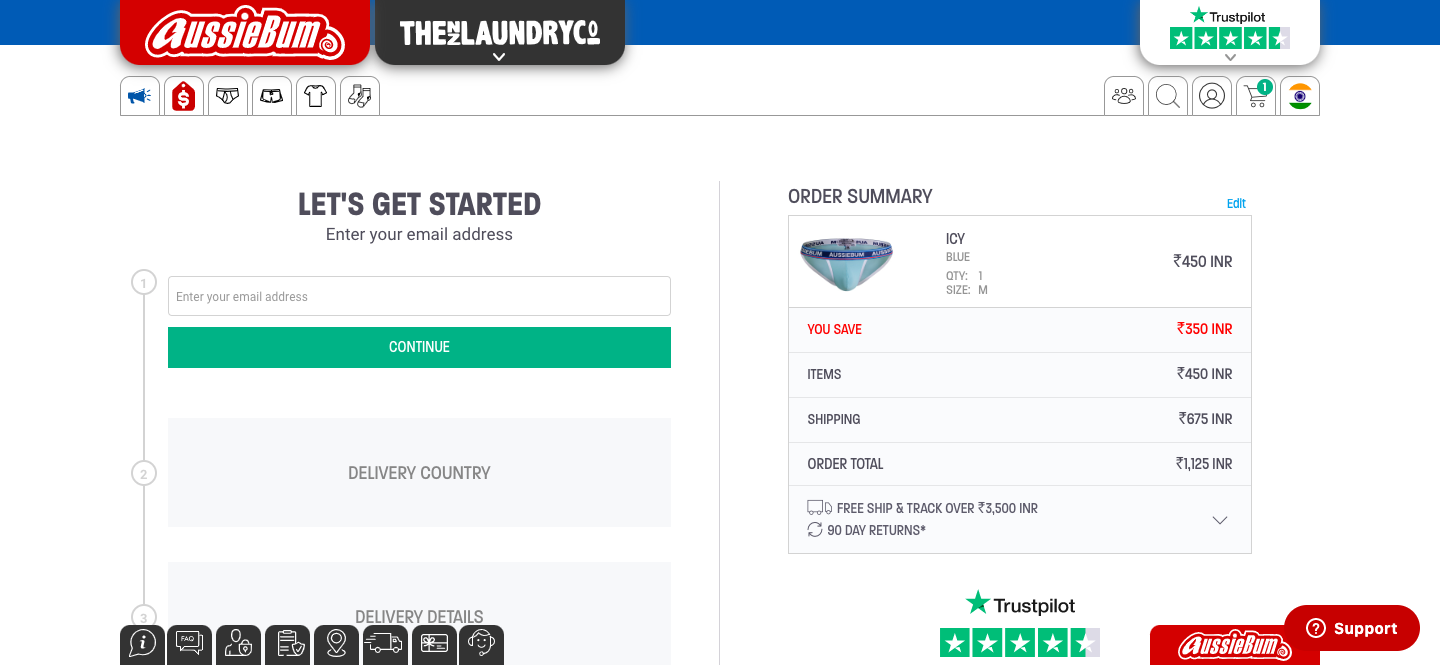 AussieBum
THE NZ LAUNDRY CO
Trustpilot
1
LET'S GET STARTED
Enter your email address
1
Enter your email address
CONTINUE
2
DELIVERY COUNTRY
3
DELIVERY DETAILS
FAQ
ORDER SUMMARY
Edit
AUSSIEBUM
ICY
BLUE
QTY: 1
SIZE: M
₹450 INR
YOU SAVE ₹350 INR
ITEMS ₹450 INR
SHIPPING ₹675 INR
ORDER TOTAL ₹1,125 INR
FREE SHIP & TRACK OVER ₹3,500 INR
90 DAY RETURNS*
Trustpilot
AussieBum
Support